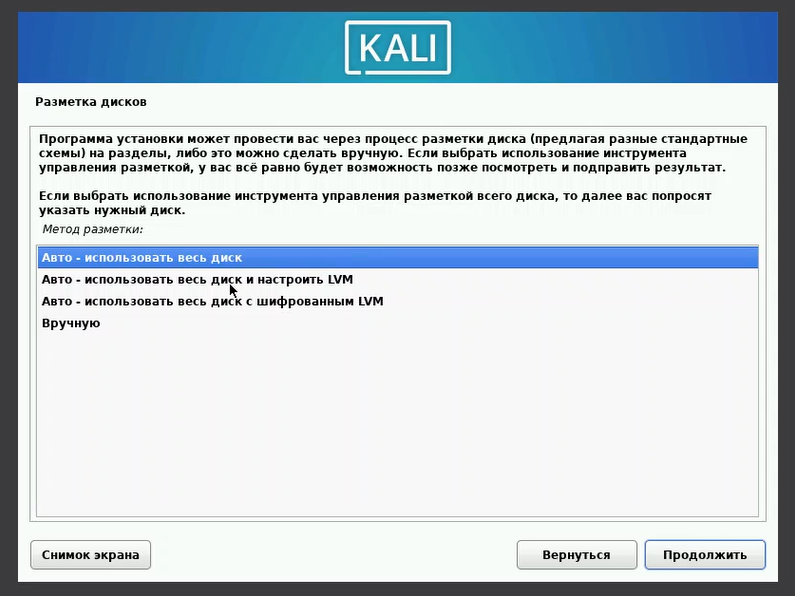 KALI
Разметка дисков
Программа установки может провести вас через процесс разметки диска (предлагая разные стандартные
схемы) на разделы, либо это можно сделать вручную. Если выбрать использование инструмента
управления разметкой, у вас всё равно будет возможность позже посмотреть и подправить результат.
Если выбрать использование инструмента управления разметкой всего диска, то далее вас попросят
указать нужный диск.
Метод разметки:
Авто - использовать весь диск
Авто - использовать весь диск и настроить LVM
Авто - использовать весь диск с шифрованным LVM
Вручную
Снимок экрана
Вернуться
Продолжить